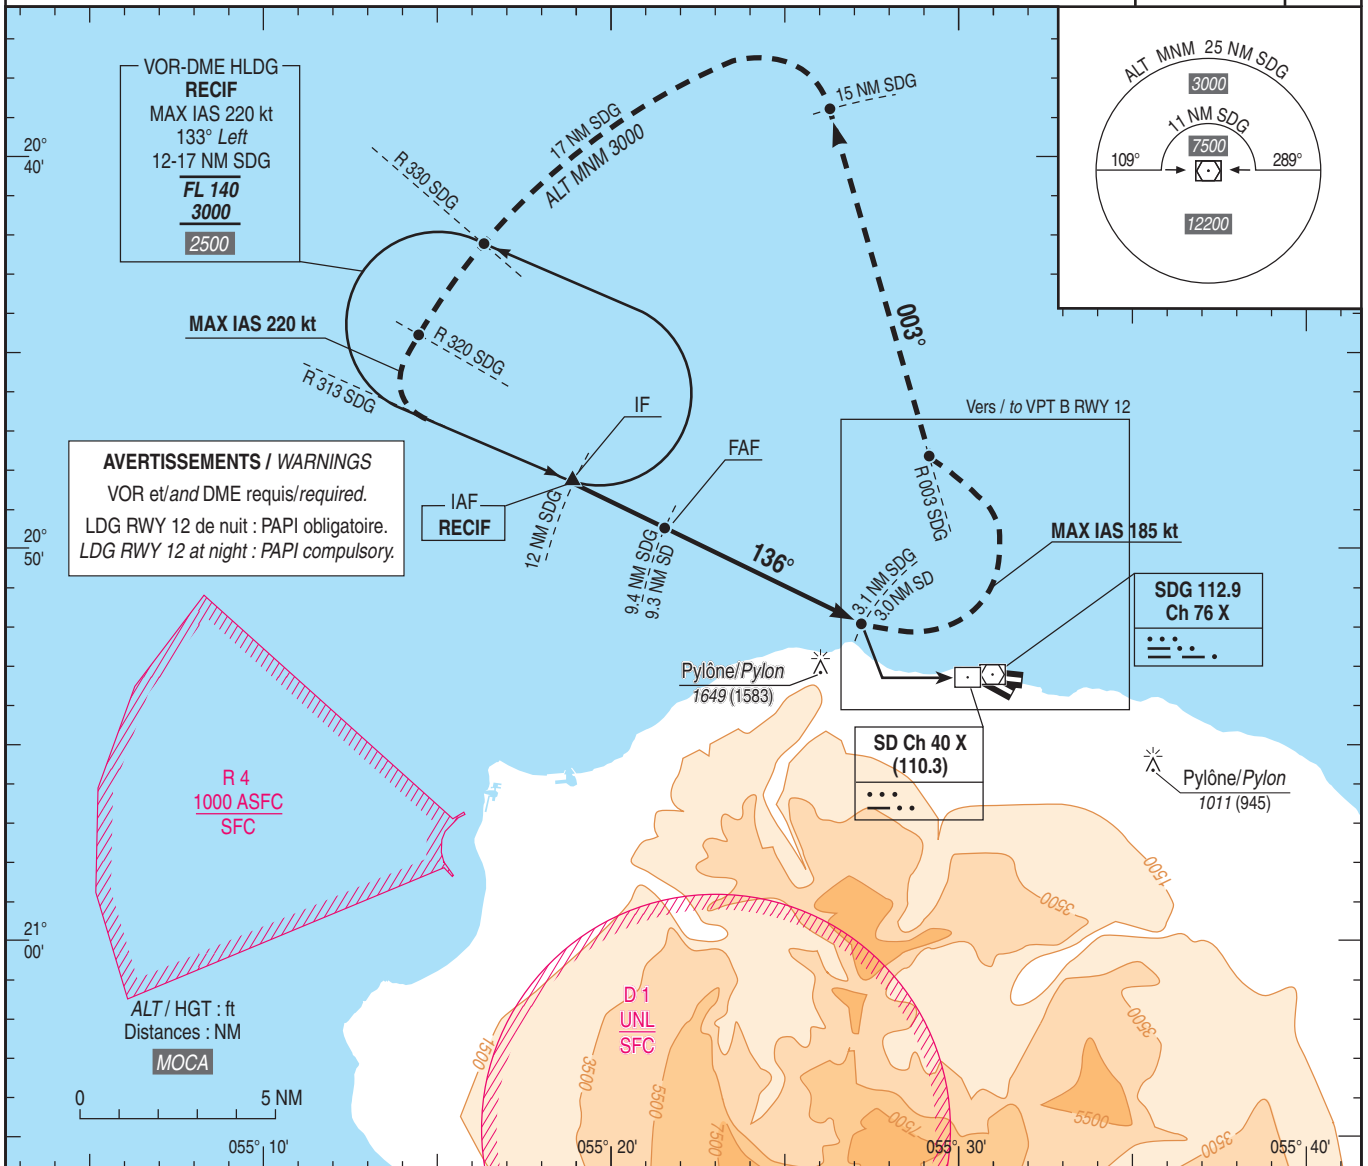 VOR-DME HLDG
RECIF
MAX IAS 220 kt
133° Left
12-17 NM SDG
FL 140
3000
2500
20°
40'
R 330 SDG
17 NM SDG
ALT MNM 3000
15 NM SDG
ALT MNM 25 NM SDG
3000
11 NM SDG
7500
109°
289°
12200
MAX IAS 220 kt
R 320 SDG
R 313 SDG
003°
IF
Vers / to VPT B RWY 12
FAF
AVERTISSEMENTS / WARNINGS
VOR et/and DME requis/required.
LDG RWY 12 de nuit : PAPI obligatoire.
LDG RWY 12 at night : PAPI compulsory.
IAF
RECIF
12 NM SDG
R 003 SDG
20°
50'
9.4 NM SDG
9.3 NM SD
136°
MAX IAS 185 kt
3.1 NM SDG
3.0 NM SD
SDG 112.9
Ch 76 X
Pylône/Pylon
1649 (1583)
SD Ch 40 X
(110.3)
R 4
1000 ASFC
SFC
Pylône/Pylon
1011 (945)
1500
3500
21°
00'
D 1
UNL
SFC
ALT / HGT : ft
Distances : NM
MOCA
0 5 NM
1500
3500
5500
7500
7500
3500
5500
3500
055° 10'
055° 20'
055° 30'
055° 40'